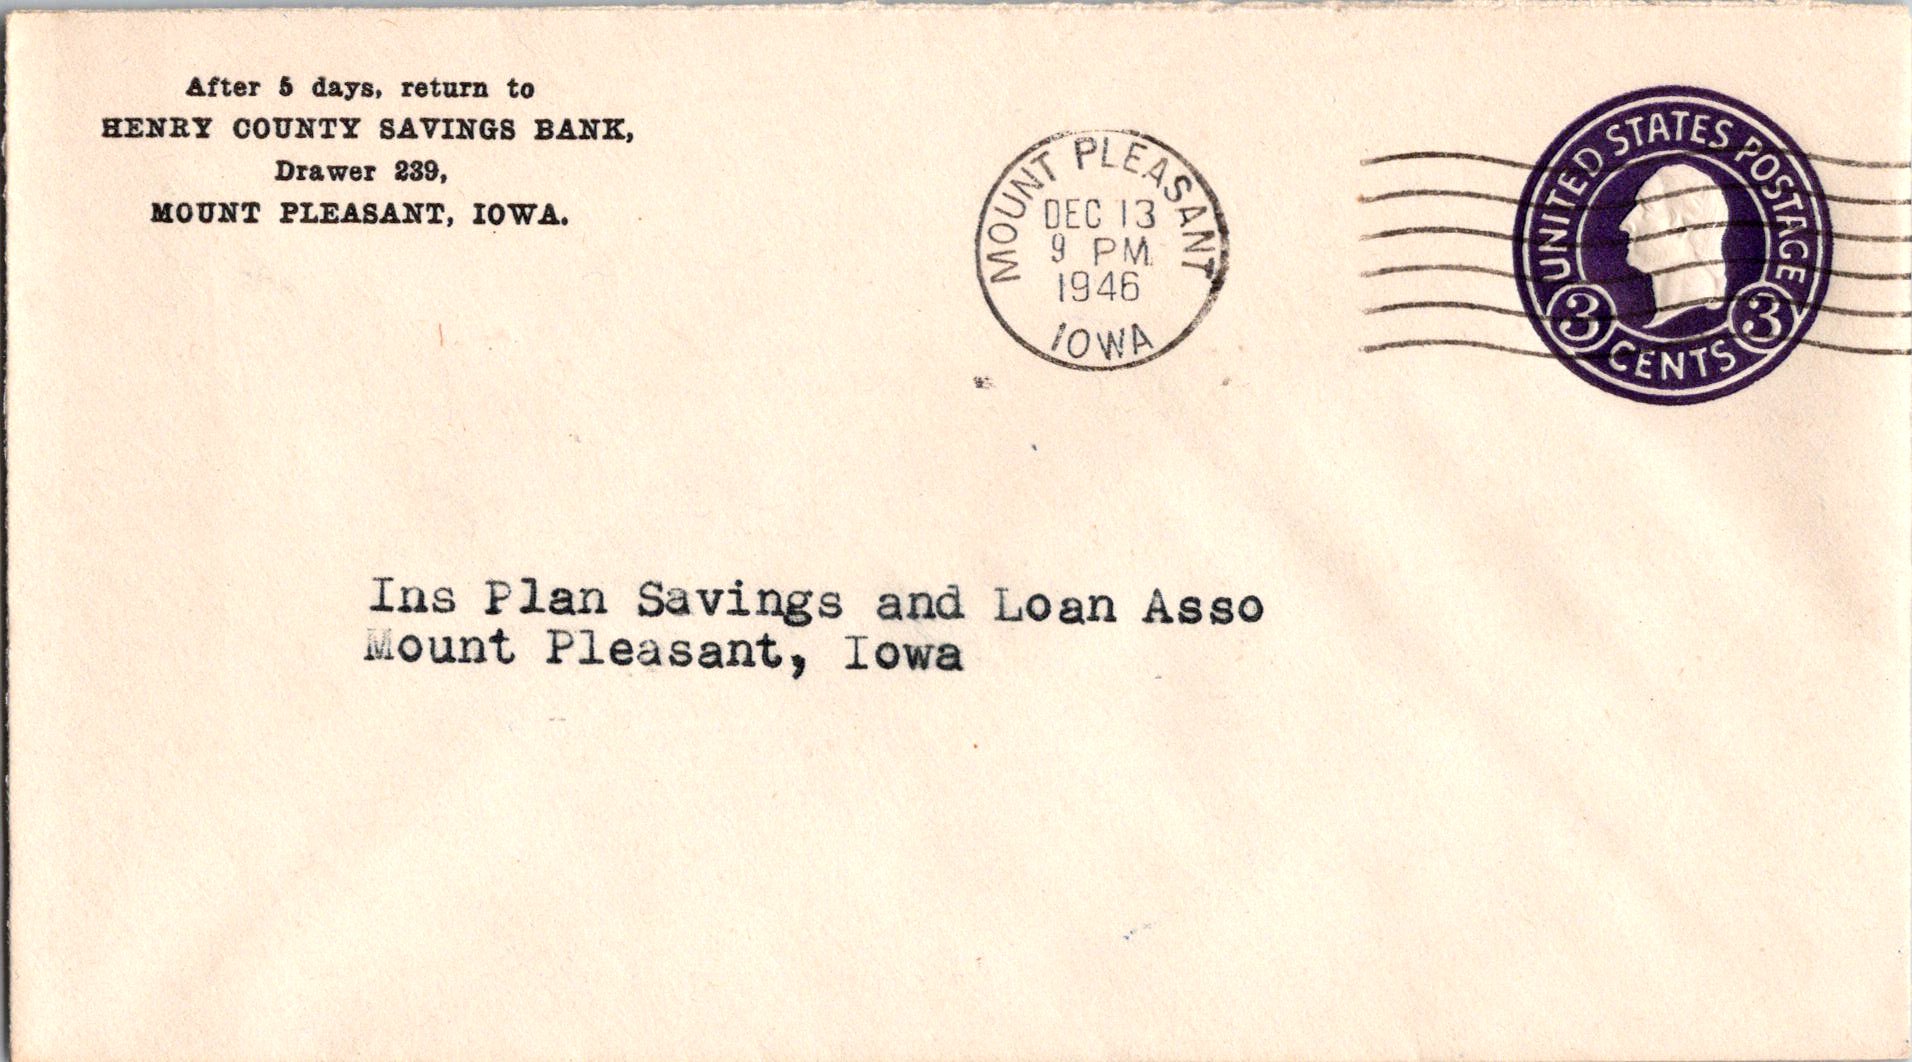 After 5 days, return to
HENRY COUNTY SAVINGS BANK,
Drawer 239,
MOUNT PLEASANT, IOWA.
MOUNT PLEASANT
DEC 13
9 PM
1946
IOWA
UNITED STATES POSTAGE
3 CENTS 3
Ins Plan Savings and Loan Asso
Mount Pleasant, Iowa